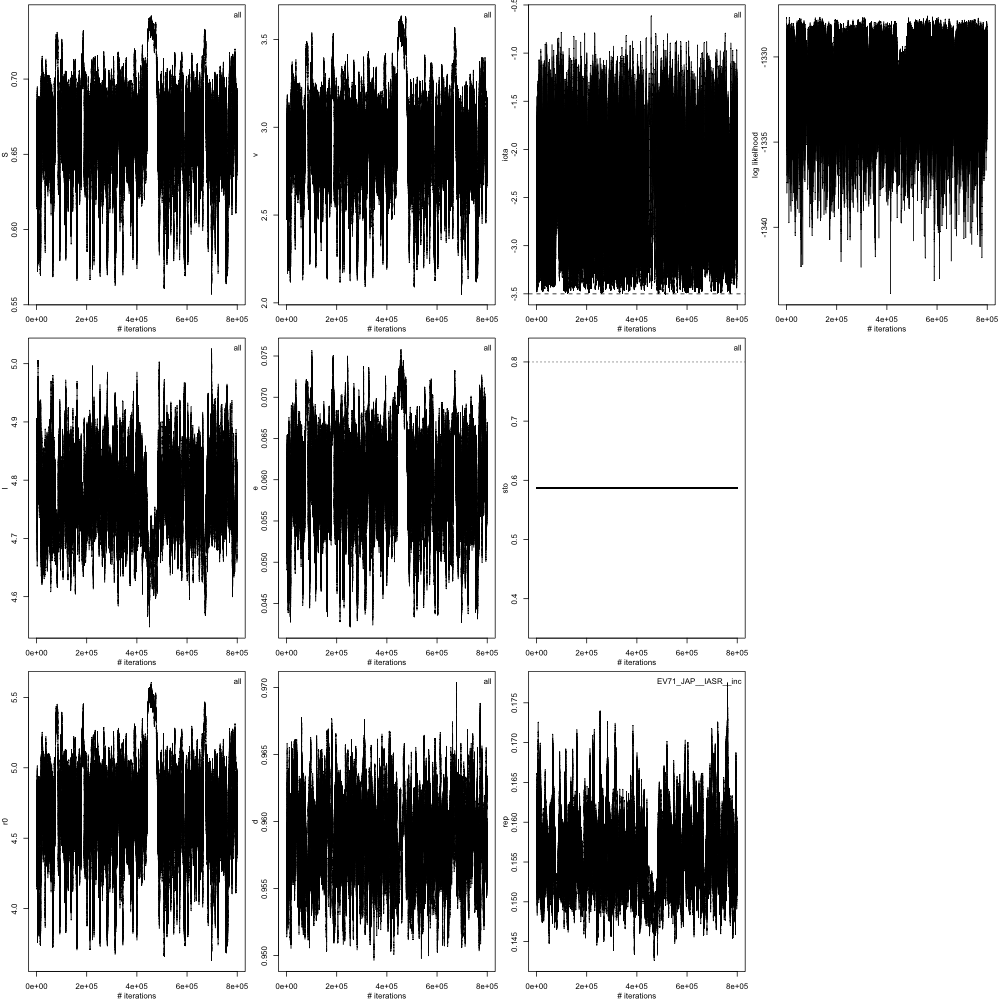 all
0.55 0.60 0.65 0.70
S
0e+00 2e+05 4e+05 6e+05 8e+05
# iterations
all
2.0 2.5 3.0 3.5
v
0e+00 2e+05 4e+05 6e+05 8e+05
# iterations
all
-3.5 -3.0 -2.5 -2.0 -1.5 -1.0 -0.5
iota
0e+00 2e+05 4e+05 6e+05 8e+05
# iterations
-1340 -1335 -1330
log likelihood
0e+00 2e+05 4e+05 6e+05 8e+05
# iterations
all
4.6 4.7 4.8 4.9 5.0
l
0e+00 2e+05 4e+05 6e+05 8e+05
# iterations
all
0.045 0.050 0.055 0.060 0.065 0.070 0.075
e
0e+00 2e+05 4e+05 6e+05 8e+05
# iterations
all
0.4 0.5 0.6 0.7 0.8
sto
0e+00 2e+05 4e+05 6e+05 8e+05
# iterations
all
4.0 4.5 5.0 5.5
r0
0e+00 2e+05 4e+05 6e+05 8e+05
# iterations
all
0.950 0.955 0.960 0.965 0.970
d
0e+00 2e+05 4e+05 6e+05 8e+05
# iterations
EV71_JAP__IASR__inc
0.145 0.150 0.155 0.160 0.165 0.170 0.175
rep
0e+00 2e+05 4e+05 6e+05 8e+05
# iterations